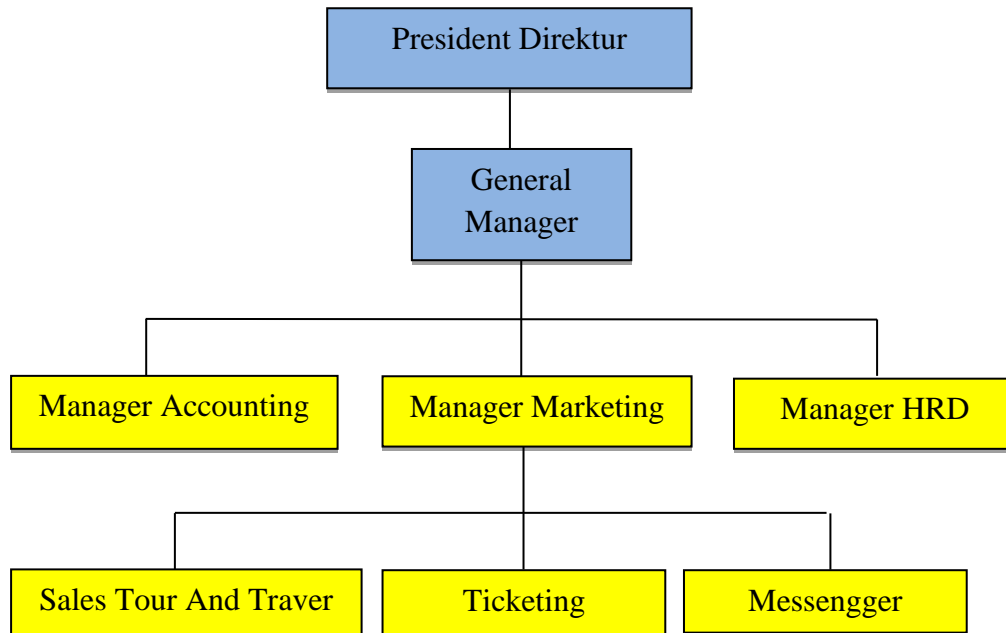 President Direktur
General
Manager
Manager Accounting
Manager Marketing
Manager HRD
Sales Tour And Traver
Ticketing
Messengger